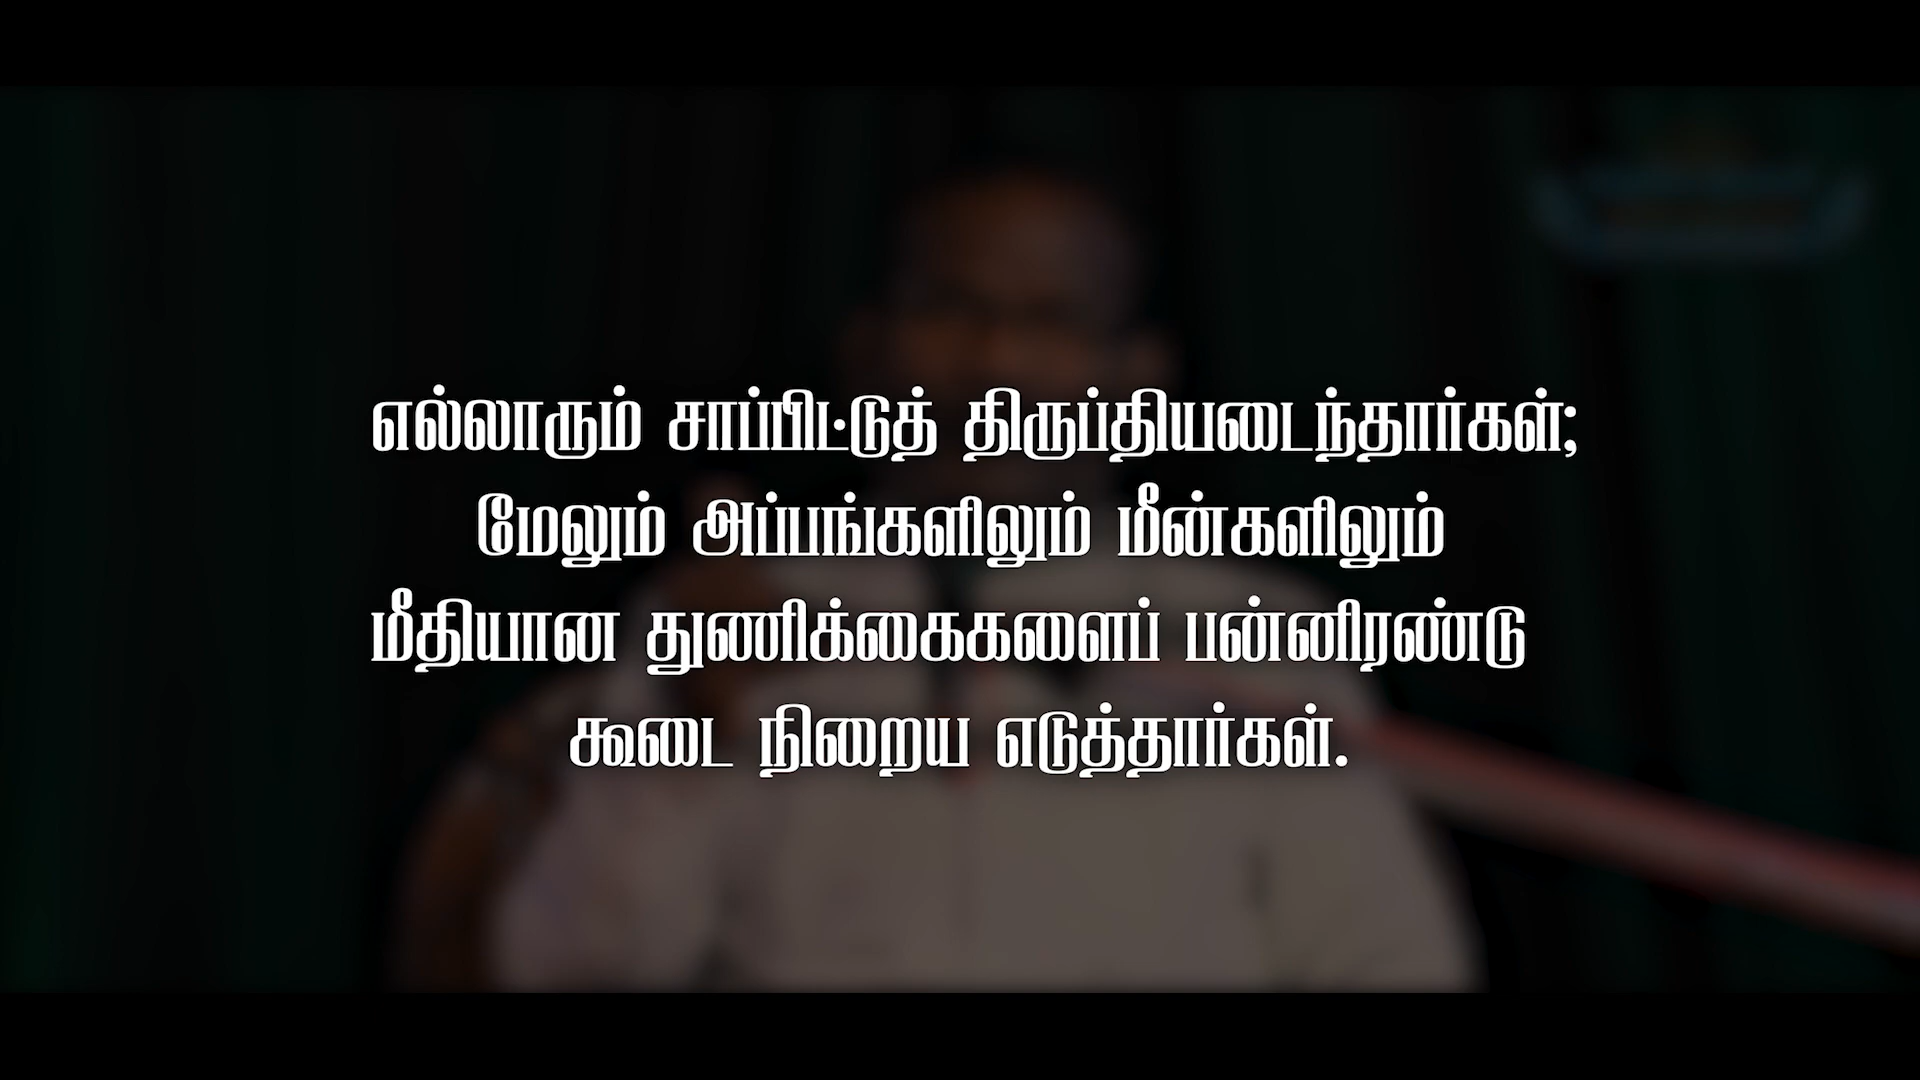 எல்லாரும் சாப்பிட்டுத் திருப்தியடைந்தார்கள்;
மேலும் அப்பங்களிலும் மீன்களிலும்
மீதியான துணிக்கைகளைப் பன்னிரண்டு
கூடை நிறைய எடுத்தார்கள்.